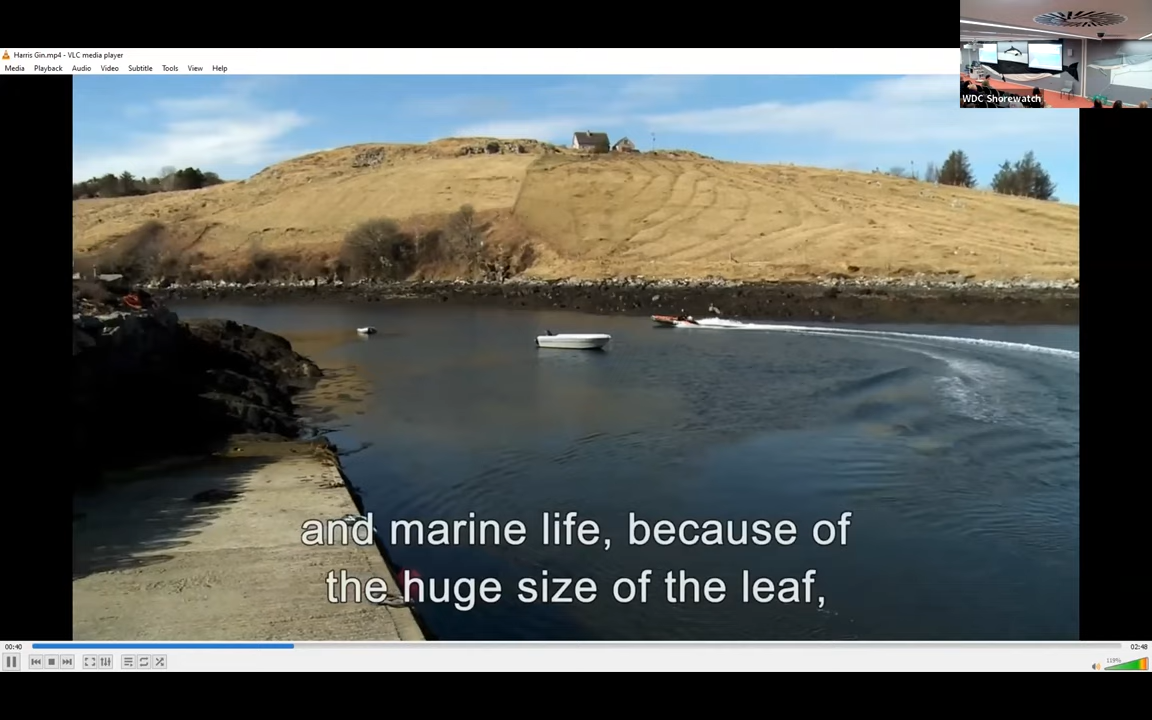 Harris Gin.mp4 - VLC media player
Media Playback Audio Video Subtitle Tools View Help
WDC Shorewatch
and marine life, because of
the huge size of the leaf,
00:40
02:48
119%